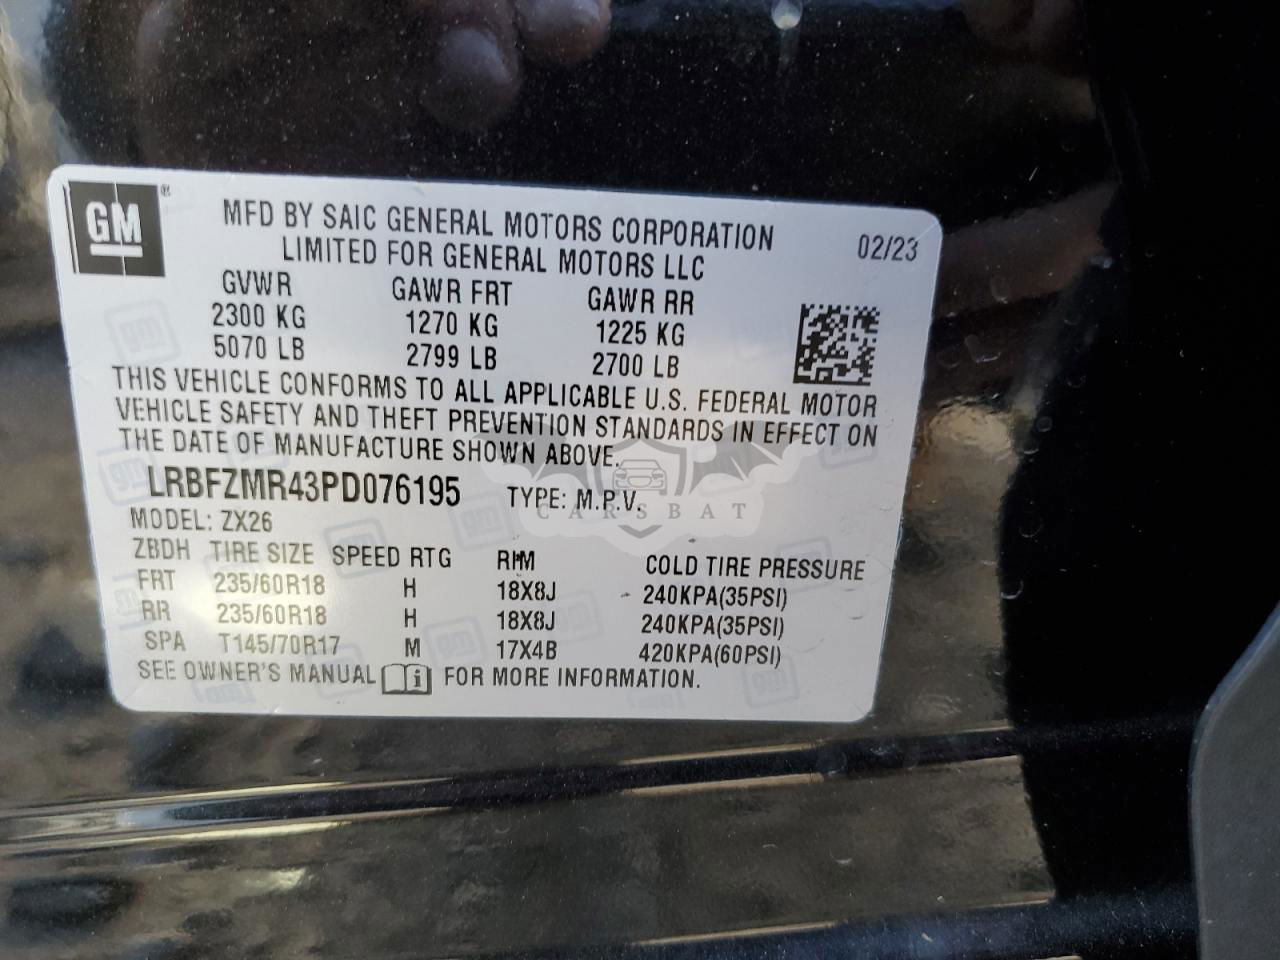 GM®
MFD BY SAIC GENERAL MOTORS CORPORATION
LIMITED FOR GENERAL MOTORS LLC
02/23
GVWR GAWR FRT GAWR RR
2300 KG 1270 KG 1225 KG
5070 LB 2799 LB 2700 LB
THIS VEHICLE CONFORMS TO ALL APPLICABLE U.S. FEDERAL MOTOR
VEHICLE SAFETY AND THEFT PREVENTION STANDARDS IN EFFECT ON
THE DATE OF MANUFACTURE SHOWN ABOVE.
LRBFZMR43PD076195 TYPE: M.P.V.
CARSBAT
MODEL: ZX26
ZBDH TIRE SIZE SPEED RTG RIM COLD TIRE PRESSURE
FRT 235/60R18 H 18X8J 240KPA(35PSI)
RR 235/60R18 H 18X8J 240KPA(35PSI)
SPA T145/70R17 M 17X4B 420KPA(60PSI)
SEE OWNER'S MANUAL i FOR MORE INFORMATION.